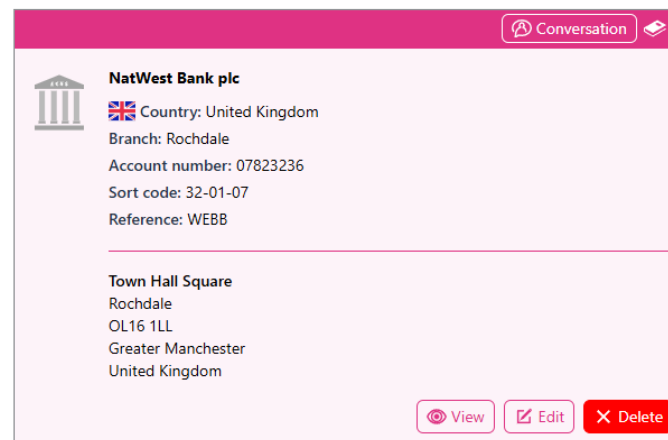 Conversation
NatWest Bank plc
Country: United Kingdom
Branch: Rochdale
Account number: 07823236
Sort code: 32-01-07
Reference: WEBB
Town Hall Square
Rochdale
OL16 1LL
Greater Manchester
United Kingdom
View Edit Delete